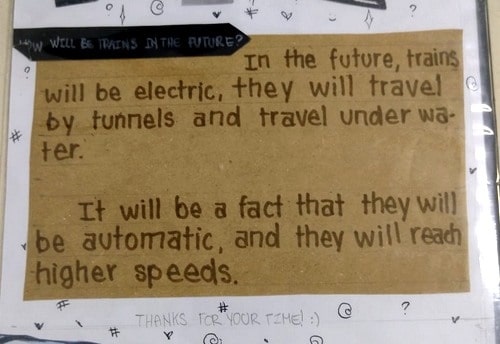 HOW WILL BE TRAINS IN THE FUTURE?
In the future, trains
will be electric, they will travel
by tunnels and travel under wa-
ter.
It will be a fact that they will
be automatic, and they will reach
higher speeds.
THANKS FOR YOUR TIME! :)